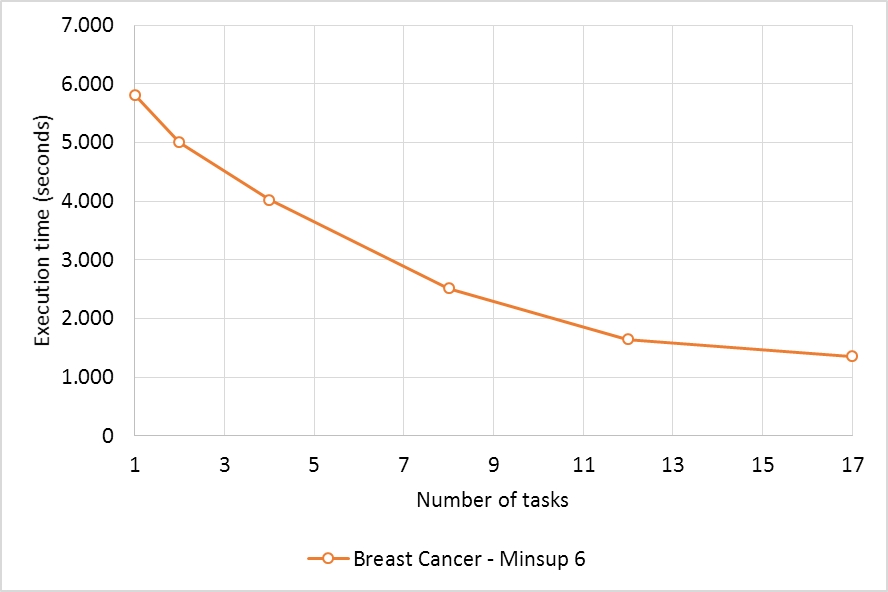 7.000
6.000
5.000
4.000
3.000
2.000
1.000
0
Execution time (seconds)
1 3 5 7 9 11 13 15 17
Number of tasks
Breast Cancer - Minsup 6